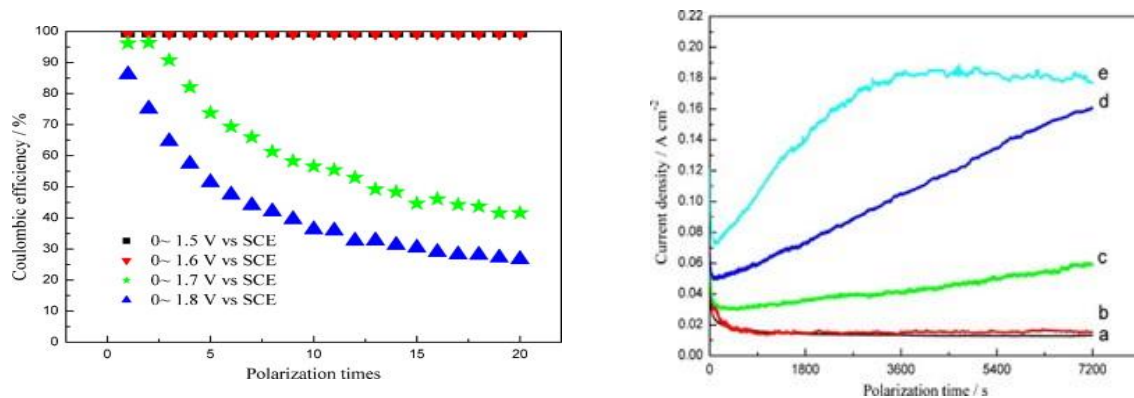 Coulombic efficiency / %
100
90
80
70
60
50
40
30
20
10
0
0~ 1.5 V vs SCE
0~ 1.6 V vs SCE
0~ 1.7 V vs SCE
0~ 1.8 V vs SCE
0 5 10 15 20
Polarization times
Current density / A cm⁻²
0.22
0.20
0.18
0.16
0.14
0.12
0.10
0.08
0.06
0.04
0.02
0.00
e
d
c
b
a
0 1800 3600 5400 7200
Polarization time / s